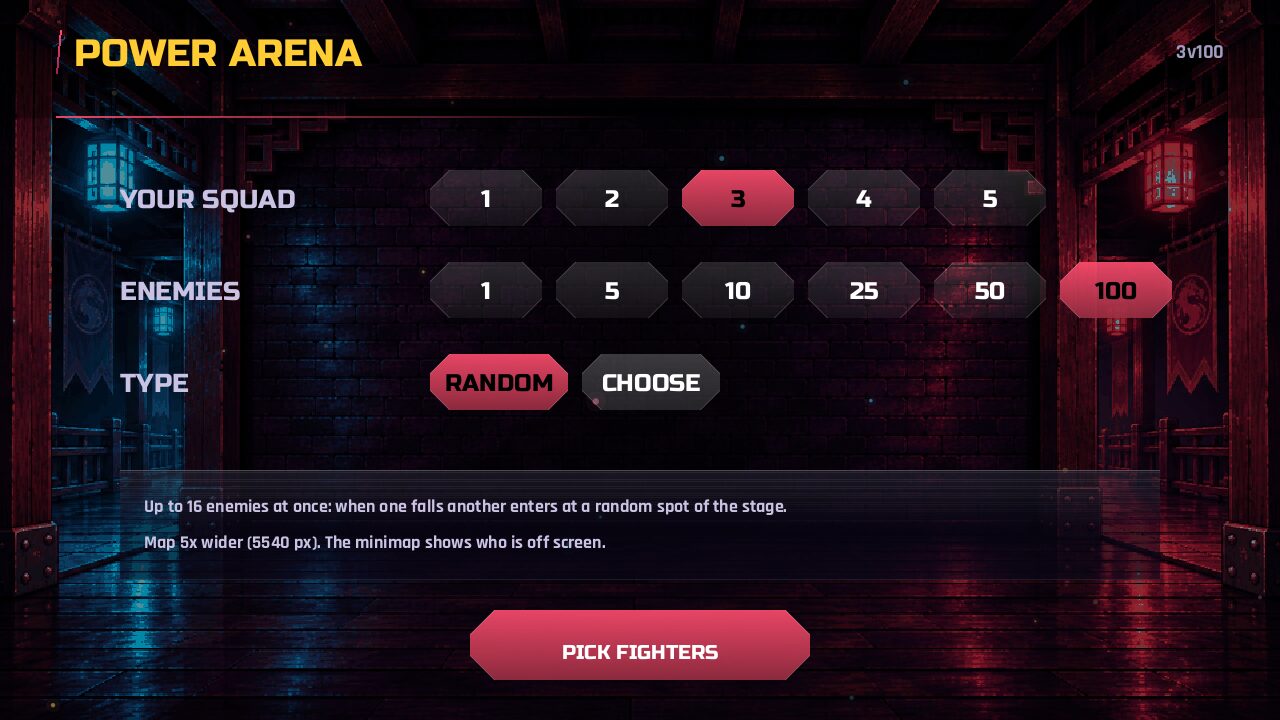 POWER ARENA
3v100
YOUR SQUAD
1
2
3
4
5
ENEMIES
1
5
10
25
50
100
TYPE
RANDOM
CHOOSE
Up to 16 enemies at once: when one falls another enters at a random spot of the stage.
Map 5x wider (5540 px). The minimap shows who is off screen.
PICK FIGHTERS